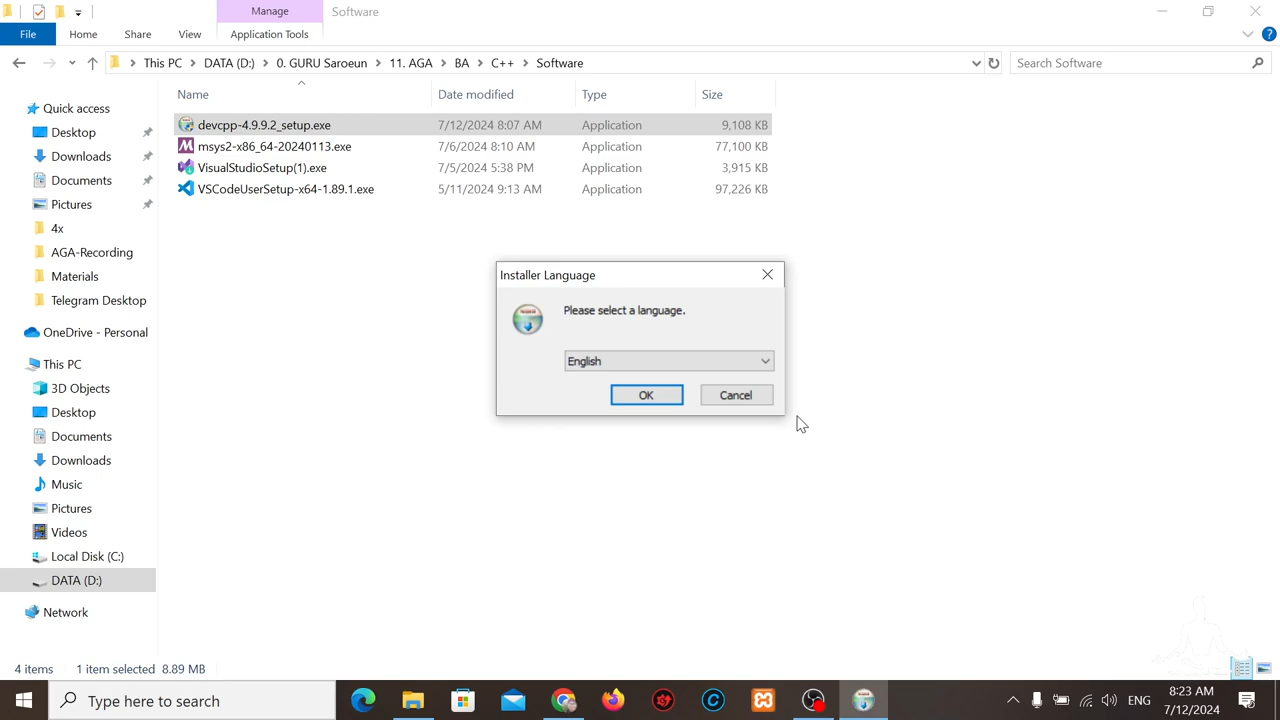 Manage
Software
File
Home
Share
View
Application Tools
This PC
DATA (D:)
0. GURU Saroeun
11. AGA
BA
C++
Software
Search Software
Name
Date modified
Type
Size
devcpp-4.9.9.2_setup.exe 7/12/2024 8:07 AM Application 9,108 KB
msys2-x86_64-20240113.exe 7/6/2024 8:10 AM Application 77,100 KB
VisualStudioSetup(1).exe 7/5/2024 5:38 PM Application 3,915 KB
VSCodeUserSetup-x64-1.89.1.exe 5/11/2024 9:13 AM Application 97,226 KB
Quick access
Desktop
Downloads
Documents
Pictures
4x
AGA-Recording
Materials
Telegram Desktop
OneDrive - Personal
This PC
3D Objects
Desktop
Documents
Downloads
Music
Pictures
Videos
Local Disk (C:)
DATA (D:)
Network
Installer Language
Please select a language.
English
OK
Cancel
4 items
1 item selected 8.89 MB
Type here to search
ENG
8:23 AM
7/12/2024